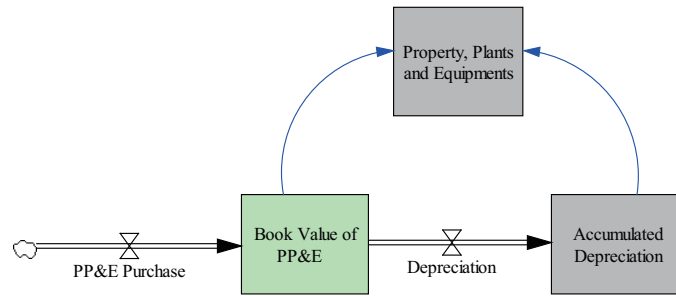 Property, Plants
and Equipments
Book Value of
PP&E
Accumulated
Depreciation
PP&E Purchase
Depreciation